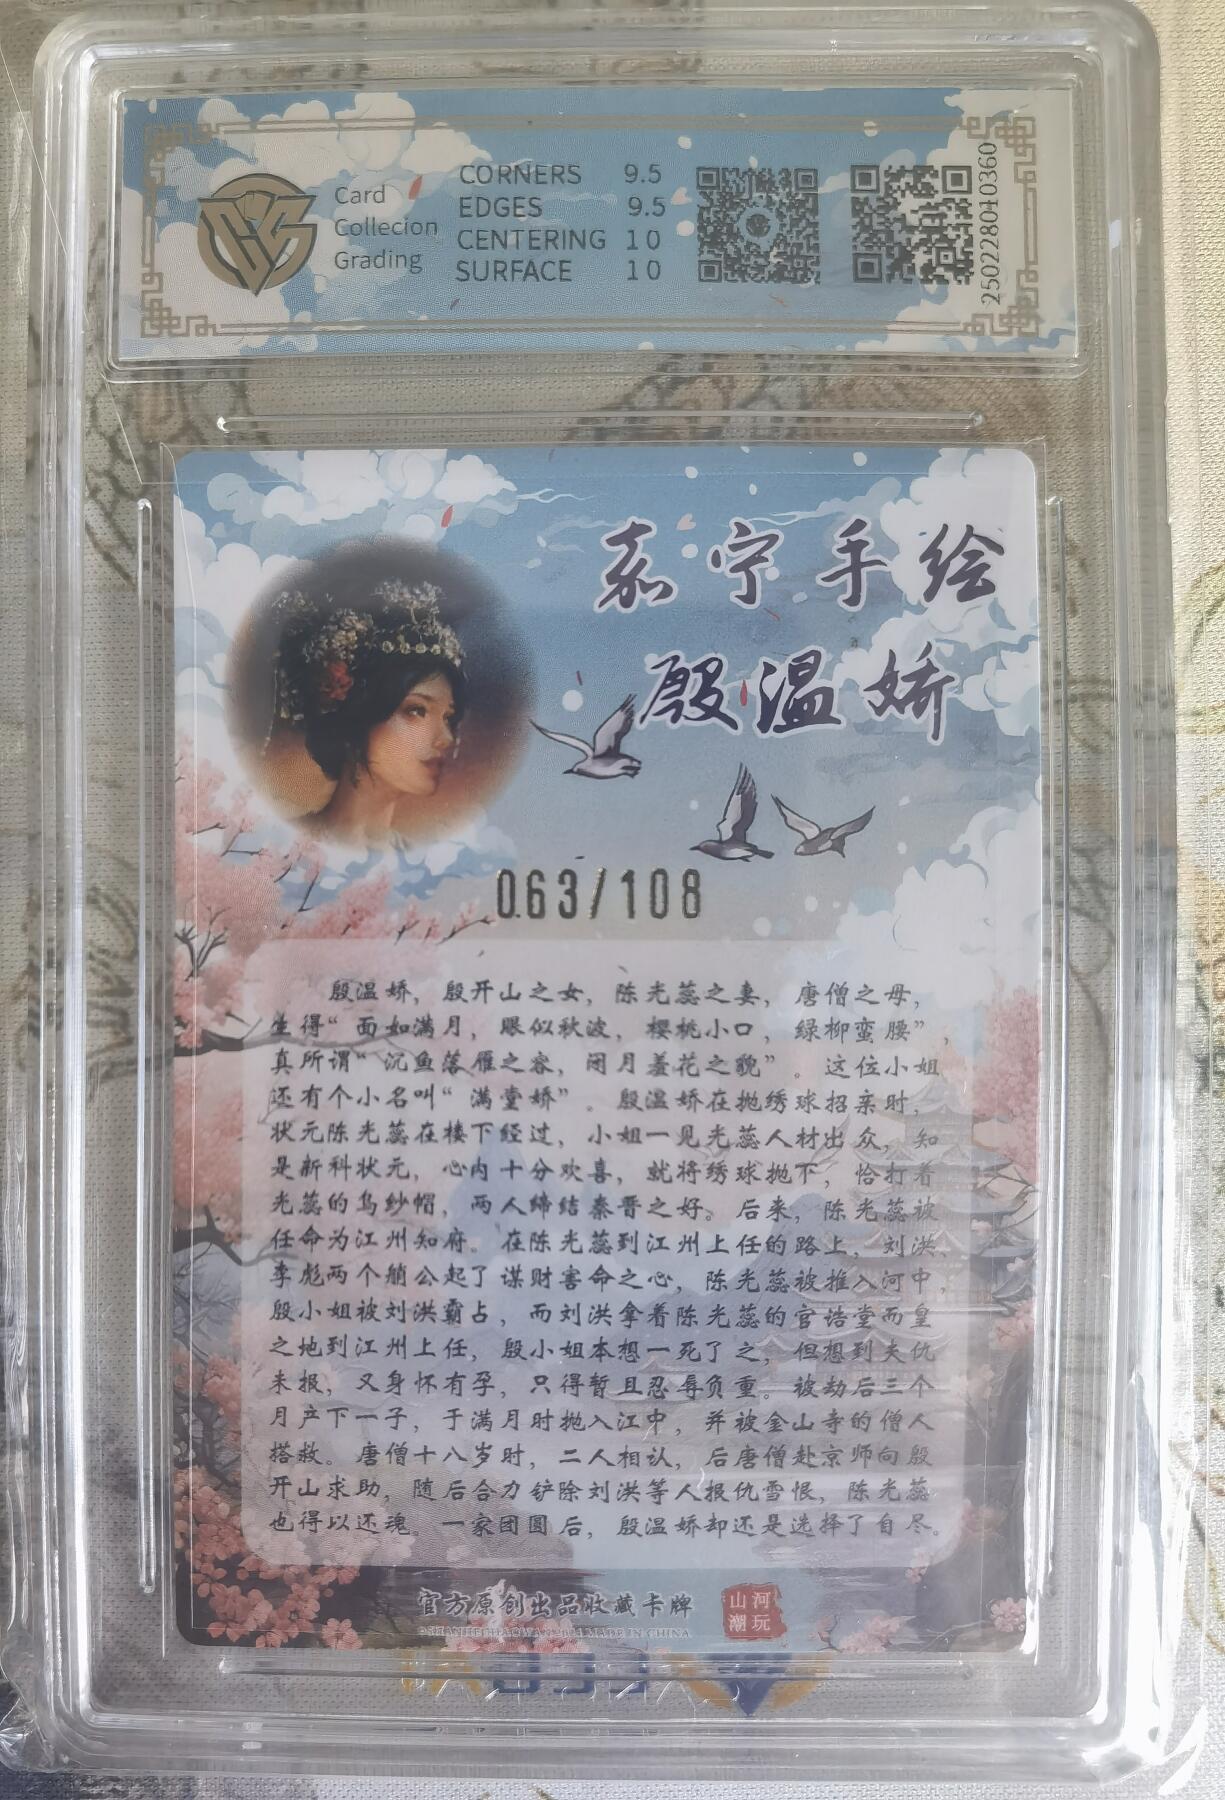 Card
Collecion
Grading
CORNERS 9.5
EDGES 9.5
CENTERING 10
SURFACE 10
250228040360
嘉宁手绘
殷温娇
063/108
殷温娇，殷开山之女，陈光蕊之妻，唐僧之母，
生得“面如满月，眼似秋波，樱桃小口，绿柳蛮腰”，
真所谓“沉鱼落雁之容，闭月羞花之貌”。这位小姐
还有个小名叫“满堂娇”。殷温娇在抛绣球招亲时，
状元陈光蕊在楼下经过，小姐一见光蕊人材出众，知
是新科状元，心内十分欢喜，就将绣球抛下，恰打着
光蕊的乌纱帽，两人缔结秦晋之好。后来，陈光蕊被
任命为江州知府。在陈光蕊到江州上任的路上，刘洪、
李彪两个艄公起了谋财害命之心，陈光蕊被推入河中，
殷小姐被刘洪霸占，而刘洪拿着陈光蕊的官诰堂而皇
之地到江州上任，殷小姐本想一死了之，但想到夫仇
未报，又身怀有孕，只得暂且忍辱负重。被劫后三个
月产下一子，于满月时抛入江中，并被金山寺的僧人
搭救。唐僧十八岁时，二人相认，后唐僧赴京师向殷
开山求助，随后合力铲除刘洪等人报仇雪恨，陈光蕊
也得以还魂。一家团圆后，殷温娇却还是选择了自尽。
官方原创出品收藏卡牌
MADE IN CHINA
山河
潮玩